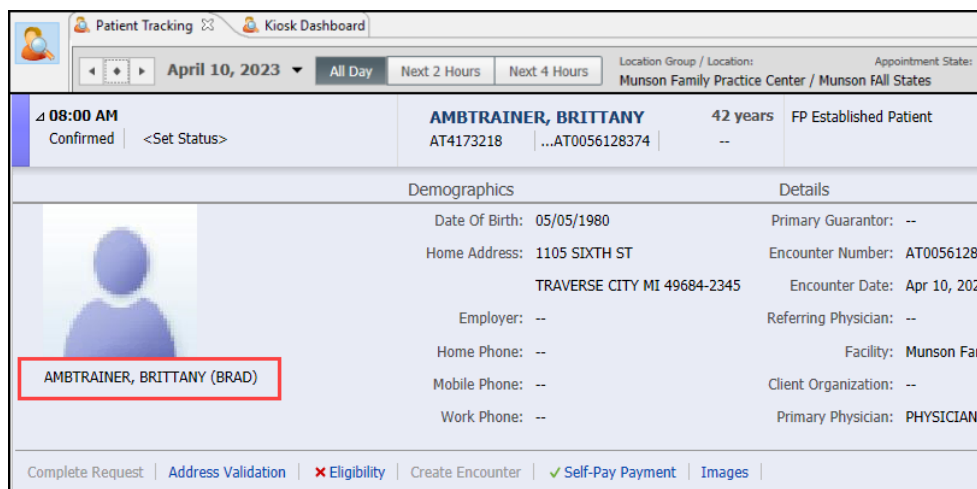 Patient Tracking Kiosk Dashboard
April 10, 2023 All Day Next 2 Hours Next 4 Hours
Location Group / Location: Appointment State:
Munson Family Practice Center / Munson FAll States
08:00 AM AMBTRAINER, BRITTANY 42 years FP Established Patient
Confirmed <Set Status> AT4173218 ...AT0056128374 --
Demographics Details
Date Of Birth: 05/05/1980 Primary Guarantor: --
Home Address: 1105 SIXTH ST Encounter Number: AT0056128
TRAVERSE CITY MI 49684-2345 Encounter Date: Apr 10, 202
Employer: -- Referring Physician: --
Home Phone: -- Facility: Munson Fa
AMBTRAINER, BRITTANY (BRAD) Mobile Phone: -- Client Organization: --
Work Phone: -- Primary Physician: PHYSICIAN
Complete Request Address Validation Eligibility Create Encounter Self-Pay Payment Images